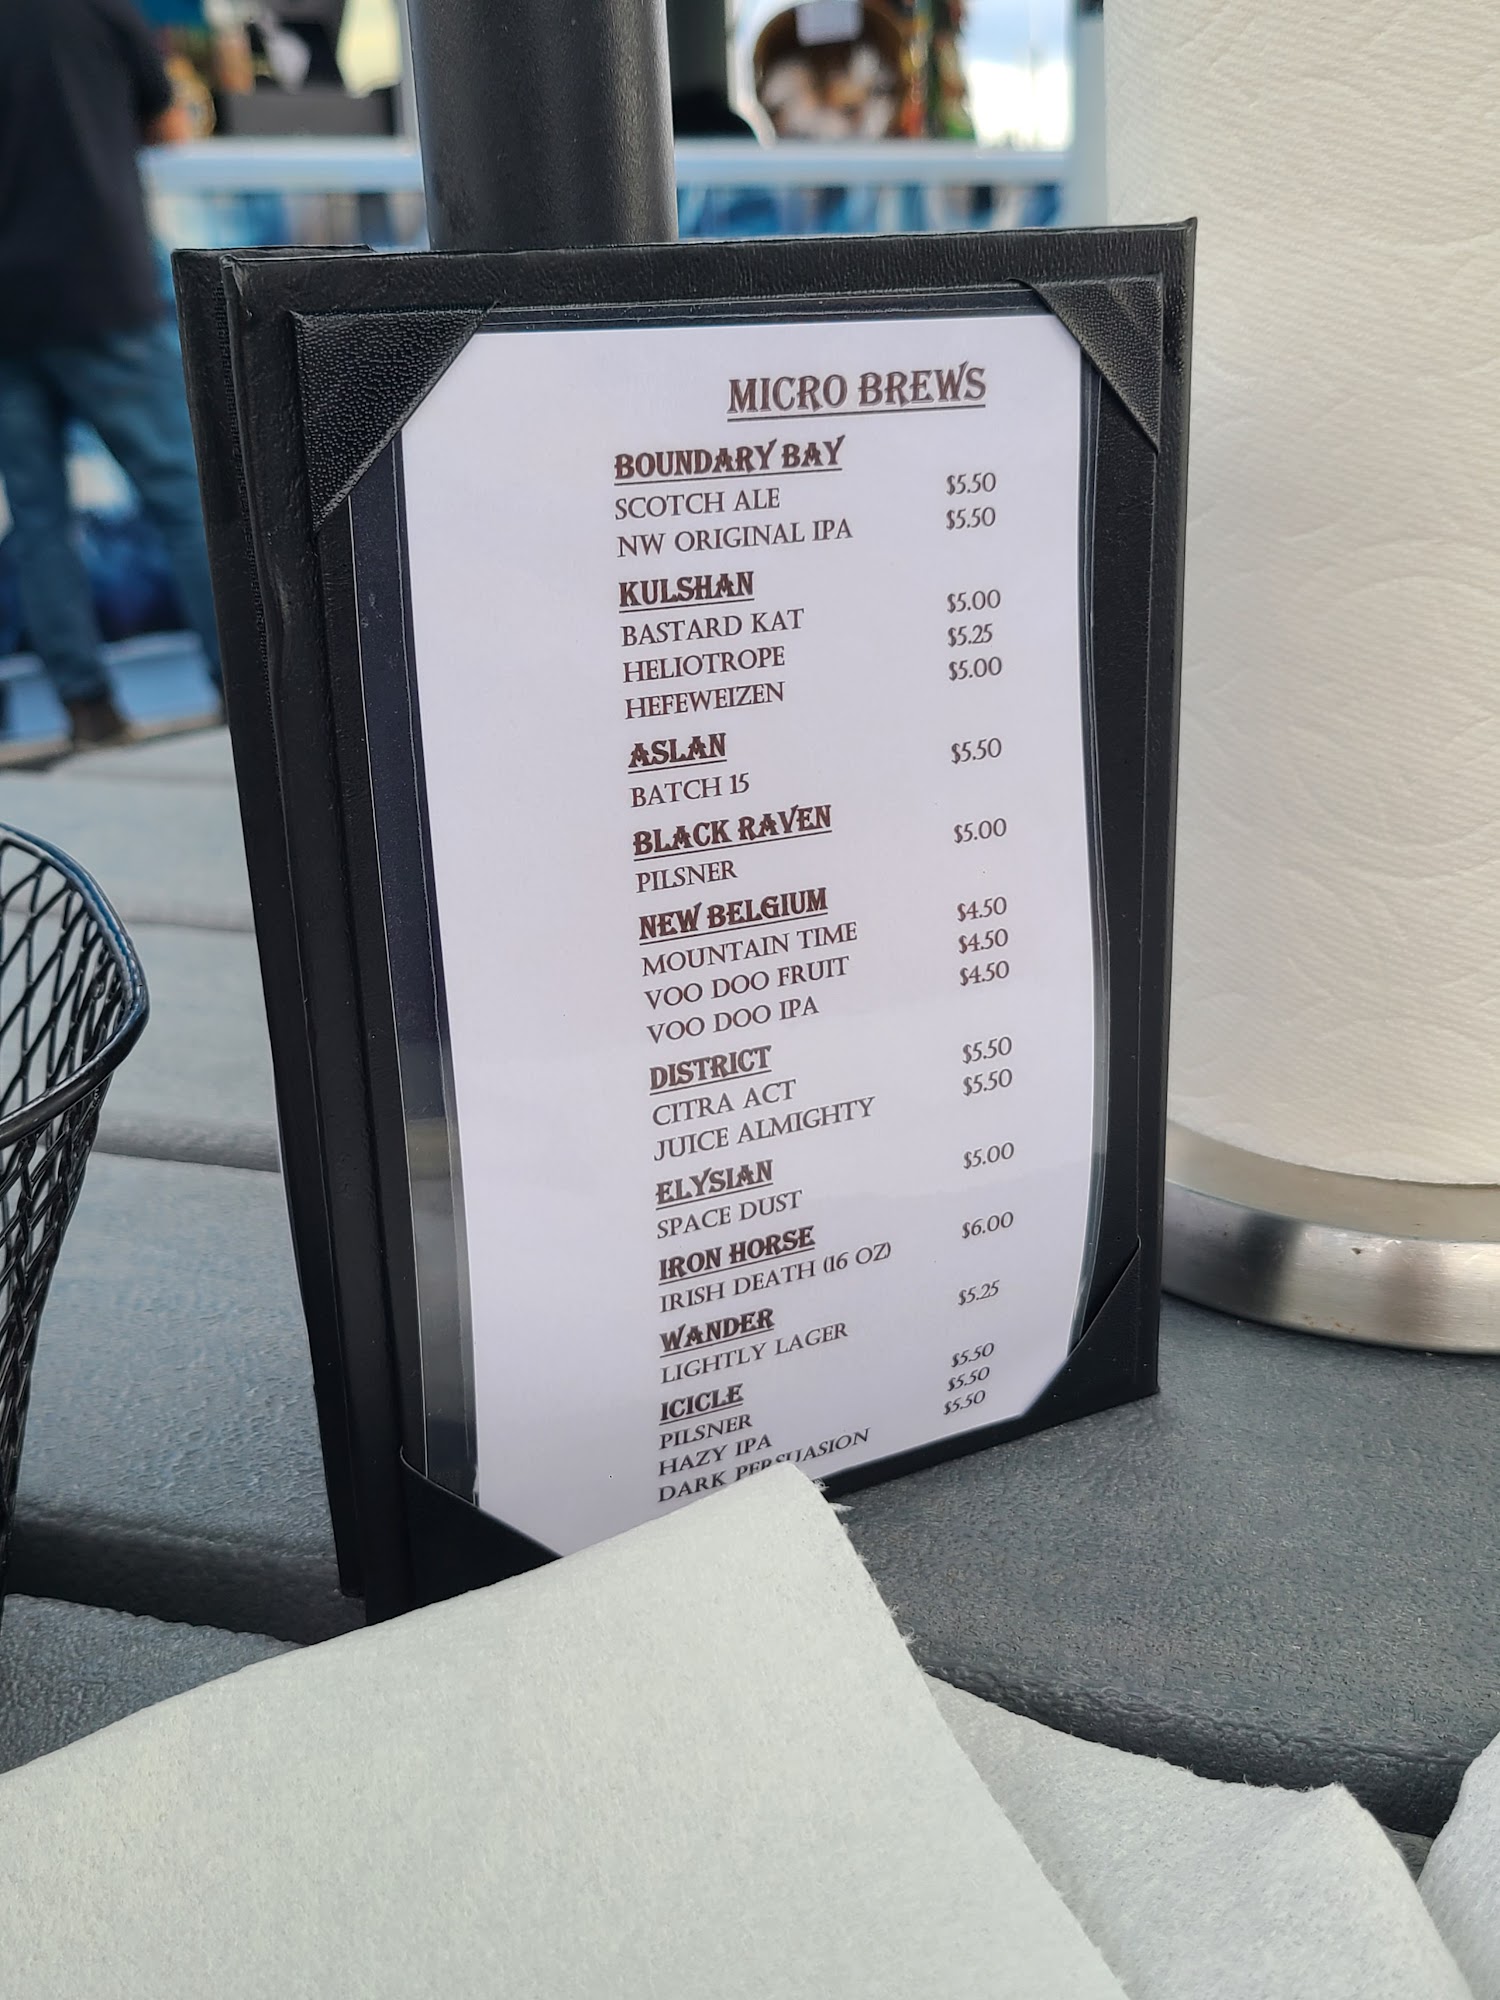 MICRO BREWS
BOUNDARY BAY
SCOTCH ALE $5.50
NW ORIGINAL IPA $5.50
KULSHAN
BASTARD KAT $5.00
HELIOTROPE $5.25
HEFEWEIZEN $5.00
ASLAN
BATCH 15 $5.50
BLACK RAVEN
PILSNER $5.00
NEW BELGIUM
MOUNTAIN TIME $4.50
VOO DOO FRUIT $4.50
VOO DOO IPA $4.50
DISTRICT
CITRA ACT $5.50
JUICE ALMIGHTY $5.50
ELYSIAN
SPACE DUST $5.00
IRON HORSE
IRISH DEATH (16 OZ) $6.00
WANDER
LIGHTLY LAGER $5.25
ICICLE
PILSNER $5.50
HAZY IPA $5.50
DARK PERSUASION $5.50